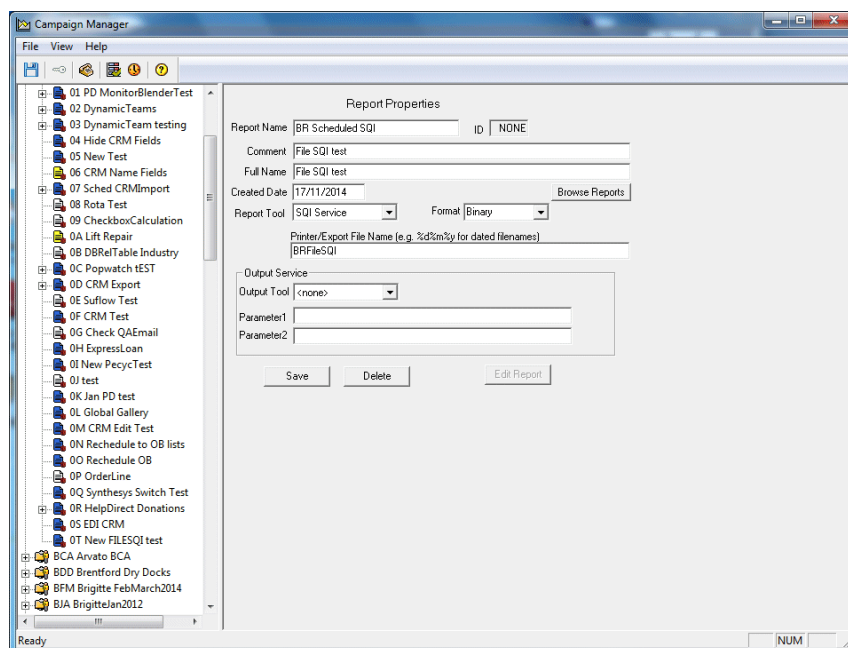 Campaign Manager
File View Help
01 PD MonitorBlenderTest
02 DynamicTeams
03 DynamicTeam testing
04 Hide CRM Fields
05 New Test
06 CRM Name Fields
07 Sched CRMImport
08 Rota Test
09 CheckboxCalculation
0A Lift Repair
0B DBRelTable Industry
0C Popwatch tEST
0D CRM Export
0E Suflow Test
0F CRM Test
0G Check QAEmail
0H ExpressLoan
0I New PecycTest
0J test
0K Jan PD test
0L Global Gallery
0M CRM Edit Test
0N Rechedule to OB lists
0O Rechedule OB
0P OrderLine
0Q Synthesys Switch Test
0R HelpDirect Donations
0S EDI CRM
0T New FILESQI test
BCA Arvato BCA
BDD Brentford Dry Docks
BFM Brigitte FebMarch2014
BJA BrigitteJan2012
Report Properties
Report Name BR Scheduled SQI ID NONE
Comment File SQI test
Full Name File SQI test
Created Date 17/11/2014 Browse Reports
Report Tool SQI Service Format Binary
Printer/Export File Name (e.g. %d%m%y for dated filenames)
BRFileSQI
Output Service
Output Tool <none>
Parameter1
Parameter2
Save Delete Edit Report
Ready NUM